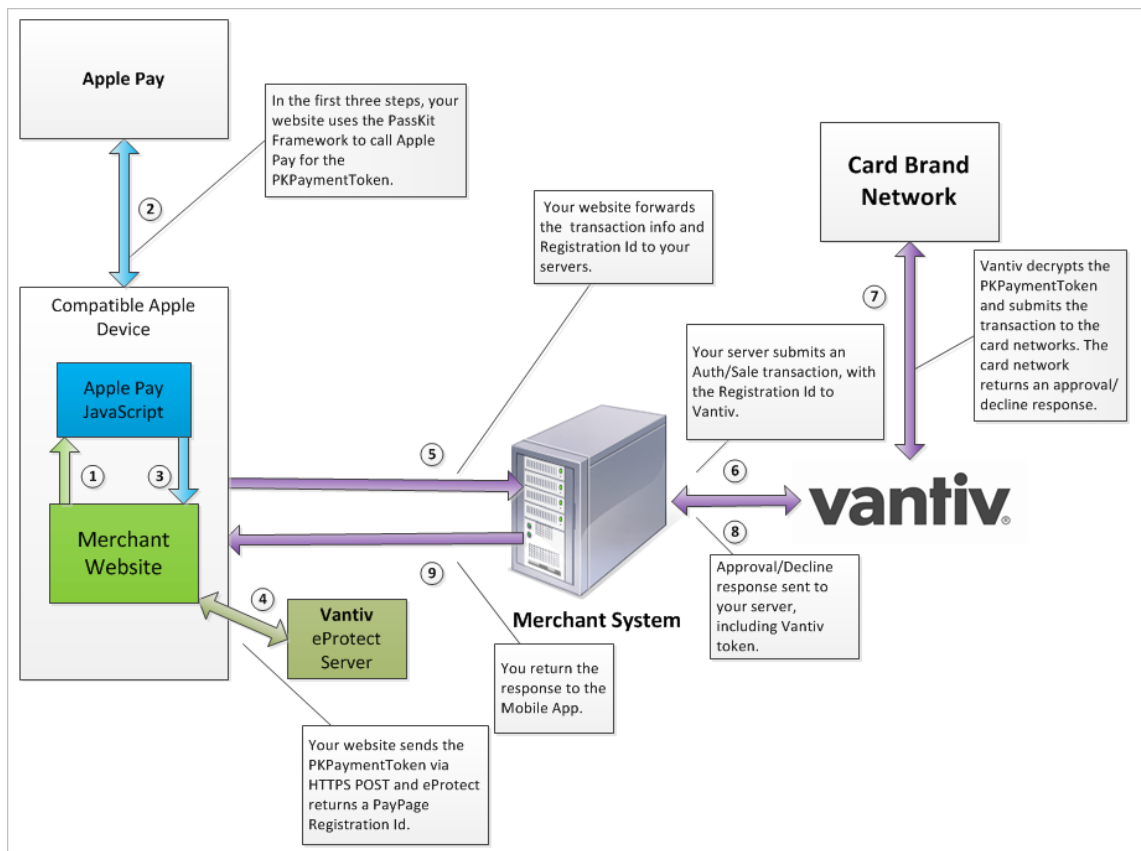 Apple Pay
In the first three steps, your
website uses the PassKit
Framework to call Apple
Pay for the
PKPaymentToken.
2
Card Brand
Network
Your website forwards
the transaction info and
Registration Id to your
servers.
Vantiv decrypts the
PKPaymentToken
and submits the
transaction to the
card networks. The
card network
returns an approval/
decline response.
7
Compatible Apple
Device
Apple Pay
JavaScript
1
3
Merchant
Website
Your server submits an
Auth/Sale transaction, with
the Registration Id to
Vantiv.
5
6
vantiv®
8
9
4
Vantiv
eProtect
Server
Merchant System
Approval/Decline
response sent to
your server,
including Vantiv
token.
You return the
response to the
Mobile App.
Your website sends the
PKPaymentToken via
HTTPS POST and eProtect
returns a PayPage
Registration Id.